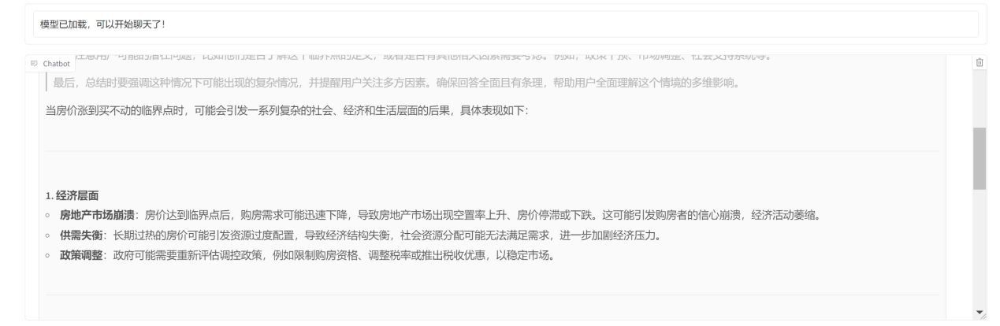 模型已加载，可以开始聊天了！
Chatbot
注意用户可能的潜在问题，比如他们是否了解这个临界点的定义，或者是否有其他相关因素需要考虑。例如，政策干预、市场调整、社会支持系统等。
最后，总结时要强调这种情况下可能出现的复杂情况，并提醒用户关注多方因素。确保回答全面且有条理，帮助用户全面理解这个情境的多维影响。
当房价涨到买不动的临界点时，可能会引发一系列复杂的社会、经济和生活层面的后果，具体表现如下：
1. 经济层面
房地产市场崩溃：房价达到临界点后，购房需求可能迅速下降，导致房地产市场出现空置率上升、房价停滞或下跌。这可能引发购房者的信心崩溃，经济活动萎缩。
供需失衡：长期过热的房价可能引发资源过度配置，导致经济结构失衡，社会资源分配可能无法满足需求，进一步加剧经济压力。
政策调整：政府可能需要重新评估调控政策，例如限制购房资格、调整税率或推出税收优惠，以稳定市场。